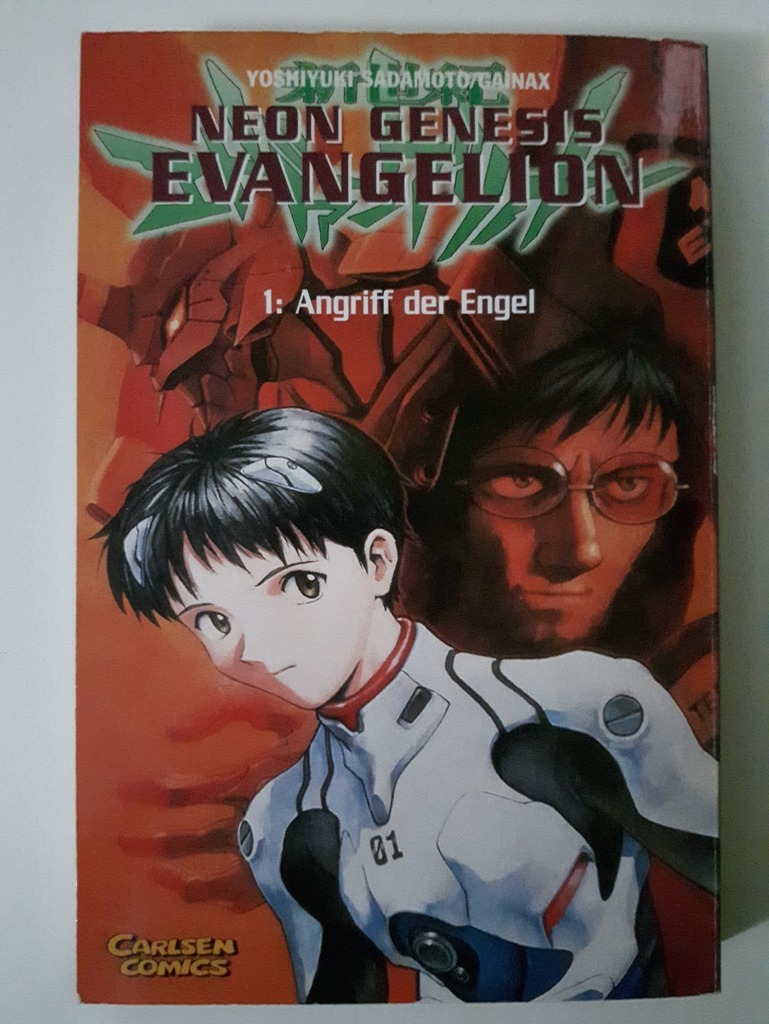 YOSHIYUKI SADAMOTO/GAINAX
NEON GENESIS
EVANGELION
1: Angriff der Engel
01
CARLSEN
COMICS